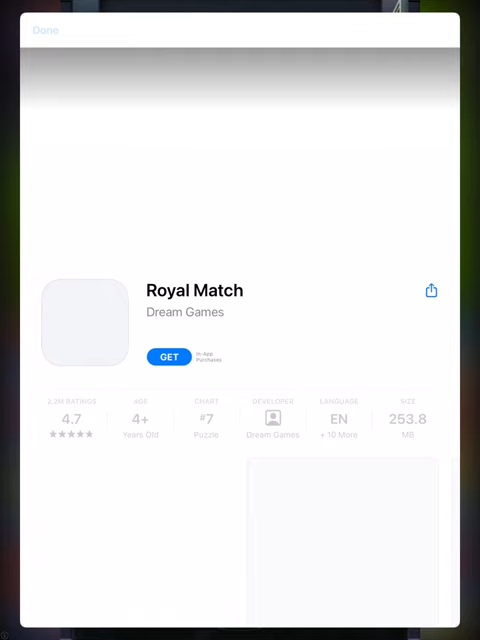 4
Done
Royal Match
Dream Games
GET
In-App
Purchases
2.2M RATINGS
4.7
★★★★★
AGE
4+
Years Old
CHART
#7
Puzzle
DEVELOPER
Dream Games
LANGUAGE
EN
+ 10 More
SIZE
253.8
MB